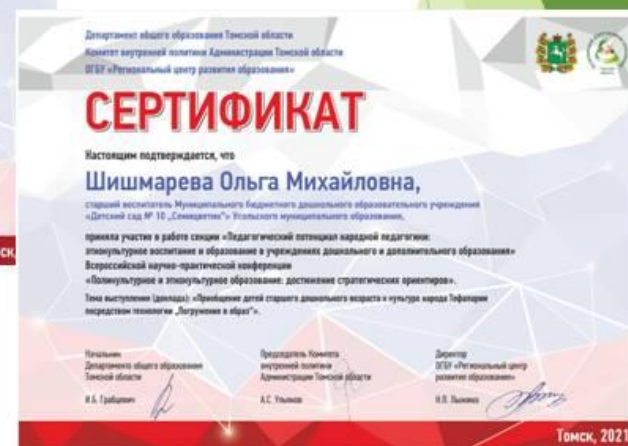 Департамент общего образования Томской области
Комитет внутренней политики Администрации Томской области
ОГБУ «Региональный центр развития образования»
СЕРТИФИКАТ
Настоящим подтверждается, что
Шишмарева Ольга Михайловна,
старший воспитатель Муниципального бюджетного дошкольного образовательного учреждения
«Детский сад № 10 „Семицветик"» Усольского муниципального образования,
приняла участие в работе секции «Педагогический потенциал народной педагогики:
этнокультурное воспитание и образование в учреждениях дошкольного и дополнительного образования»
Всероссийской научно-практической конференции
«Поликультурное и этнокультурное образование: достижение стратегических ориентиров».
Тема выступления (доклада): «Приобщение детей старшего дошкольного возраста к культуре народа Тофаларии
посредством технологии „Погружение в образ"».
Начальник
Департамента общего образования
Томской области
И.Б. Грабцевич
Председатель Комитета
внутренней политики
Администрации Томской области
А.С. Ульянов
Директор
ОГБУ «Региональный центр
развития образования»
Н.П. Лыжина
Томск, 2021